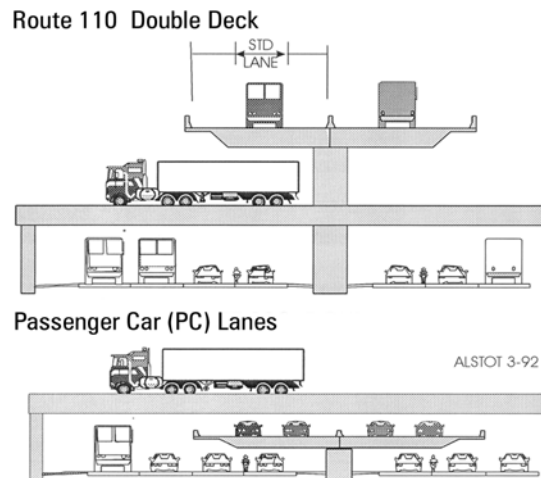 Route 110 Double Deck
STD
LANE
Passenger Car (PC) Lanes
ALSTOT 3-92